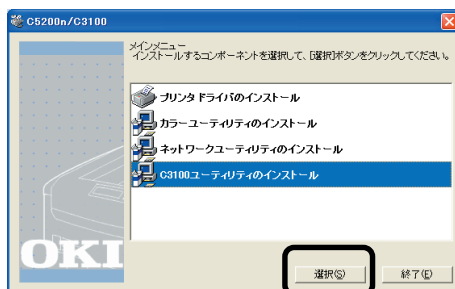 C5200n/C3100
メインメニュー
インストールするコンポーネントを選択して、[選択]ボタンをクリックしてください。
プリンタドライバのインストール
カラーユーティリティのインストール
ネットワークユーティリティのインストール
C3100ユーティリティのインストール
OKI
選択(S)
終了(E)